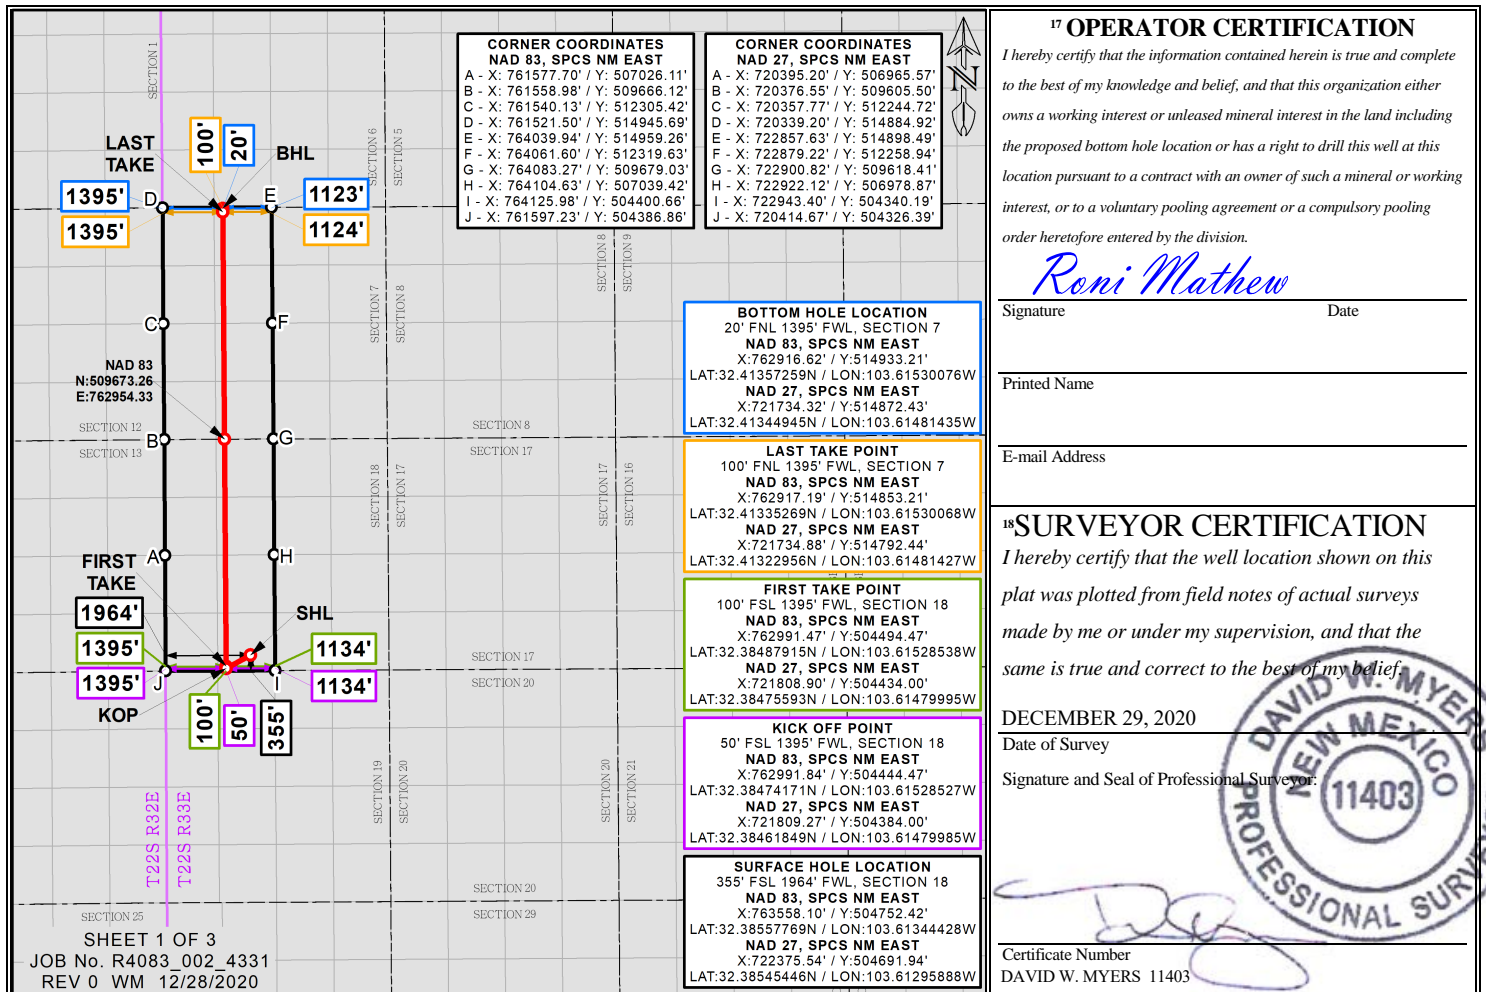 SECTION 1
SECTION 6
SECTION 5
CORNER COORDINATES
NAD 83, SPCS NM EAST
A - X: 761577.70' / Y: 507026.11'
B - X: 761558.98' / Y: 509666.12'
C - X: 761540.13' / Y: 512305.42'
D - X: 761521.50' / Y: 514945.69'
E - X: 764039.94' / Y: 514959.26'
F - X: 764061.60' / Y: 512319.63'
G - X: 764083.27' / Y: 509679.03'
H - X: 764104.63' / Y: 507039.42'
I - X: 764125.98' / Y: 504400.66'
J - X: 761597.23' / Y: 504386.86'
CORNER COORDINATES
NAD 27, SPCS NM EAST
A - X: 720395.20' / Y: 506965.57'
B - X: 720376.55' / Y: 509605.50'
C - X: 720357.77' / Y: 512244.72'
D - X: 720339.20' / Y: 514884.92'
E - X: 722857.63' / Y: 514898.49'
F - X: 722879.22' / Y: 512258.94'
G - X: 722900.82' / Y: 509618.41'
H - X: 722922.12' / Y: 506978.87'
I - X: 722943.40' / Y: 504340.19'
J - X: 720414.67' / Y: 504326.39'
N
LAST
TAKE
100'
20'
BHL
1395'
D
E
1123'
1395'
1124'
SECTION 8
SECTION 9
SECTION 7
SECTION 8
C
F
NAD 83
N:509673.26
E:762954.33
SECTION 12
SECTION 13
B
G
SECTION 8
SECTION 17
SECTION 18
SECTION 17
SECTION 17
SECTION 16
A
H
FIRST
TAKE
1964'
SHL
1395'
1134'
1395'
J
I
1134'
KOP
100'
50'
355'
SECTION 17
SECTION 20
SECTION 19
SECTION 20
SECTION 20
SECTION 21
T22S R32E
T22S R33E
SECTION 20
SECTION 29
SECTION 25
SHEET 1 OF 3
JOB No. R4083_002_4331
REV 0 WM 12/28/2020
BOTTOM HOLE LOCATION
20' FNL 1395' FWL, SECTION 7
NAD 83, SPCS NM EAST
X:762916.62' / Y:514933.21'
LAT:32.41357259N / LON:103.61530076W
NAD 27, SPCS NM EAST
X:721734.32' / Y:514872.43'
LAT:32.41344945N / LON:103.61481435W
LAST TAKE POINT
100' FNL 1395' FWL, SECTION 7
NAD 83, SPCS NM EAST
X:762917.19' / Y:514853.21'
LAT:32.41335269N / LON:103.61530068W
NAD 27, SPCS NM EAST
X:721734.88' / Y:514792.44'
LAT:32.41322956N / LON:103.61481427W
FIRST TAKE POINT
100' FSL 1395' FWL, SECTION 18
NAD 83, SPCS NM EAST
X:762991.47' / Y:504494.47'
LAT:32.38487915N / LON:103.61528538W
NAD 27, SPCS NM EAST
X:721808.90' / Y:504434.00'
LAT:32.38475593N / LON:103.61479995W
KICK OFF POINT
50' FSL 1395' FWL, SECTION 18
NAD 83, SPCS NM EAST
X:762991.84' / Y:504444.47'
LAT:32.38474171N / LON:103.61528527W
NAD 27, SPCS NM EAST
X:721809.27' / Y:504384.00'
LAT:32.38461849N / LON:103.61479985W
SURFACE HOLE LOCATION
355' FSL 1964' FWL, SECTION 18
NAD 83, SPCS NM EAST
X:763558.10' / Y:504752.42'
LAT:32.38557769N / LON:103.61344428W
NAD 27, SPCS NM EAST
X:722375.54' / Y:504691.94'
LAT:32.38545446N / LON:103.61295888W
17 OPERATOR CERTIFICATION
I hereby certify that the information contained herein is true and complete
to the best of my knowledge and belief, and that this organization either
owns a working interest or unleased mineral interest in the land including
the proposed bottom hole location or has a right to drill this well at this
location pursuant to a contract with an owner of such a mineral or working
interest, or to a voluntary pooling agreement or a compulsory pooling
order heretofore entered by the division.
Roni Mathew
Signature Date
Printed Name
E-mail Address
18SURVEYOR CERTIFICATION
I hereby certify that the well location shown on this
plat was plotted from field notes of actual surveys
made by me or under my supervision, and that the
same is true and correct to the best of my belief.
DECEMBER 29, 2020
Date of Survey
Signature and Seal of Professional Surveyor:
DAVID W. MYERS
NEW MEXICO
11403
PROFESSIONAL SURV
Certificate Number
DAVID W. MYERS 11403